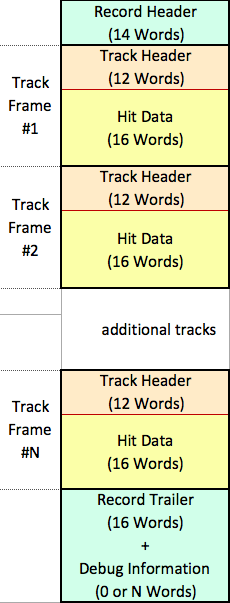 Record Header
(14 Words)
Track
Frame
#1
Track Header
(12 Words)
Hit Data
(16 Words)
Track
Frame
#2
Track Header
(12 Words)
Hit Data
(16 Words)
additional tracks
Track
Frame
#N
Track Header
(12 Words)
Hit Data
(16 Words)
Record Trailer
(16 Words)
+
Debug Information
(0 or N Words)